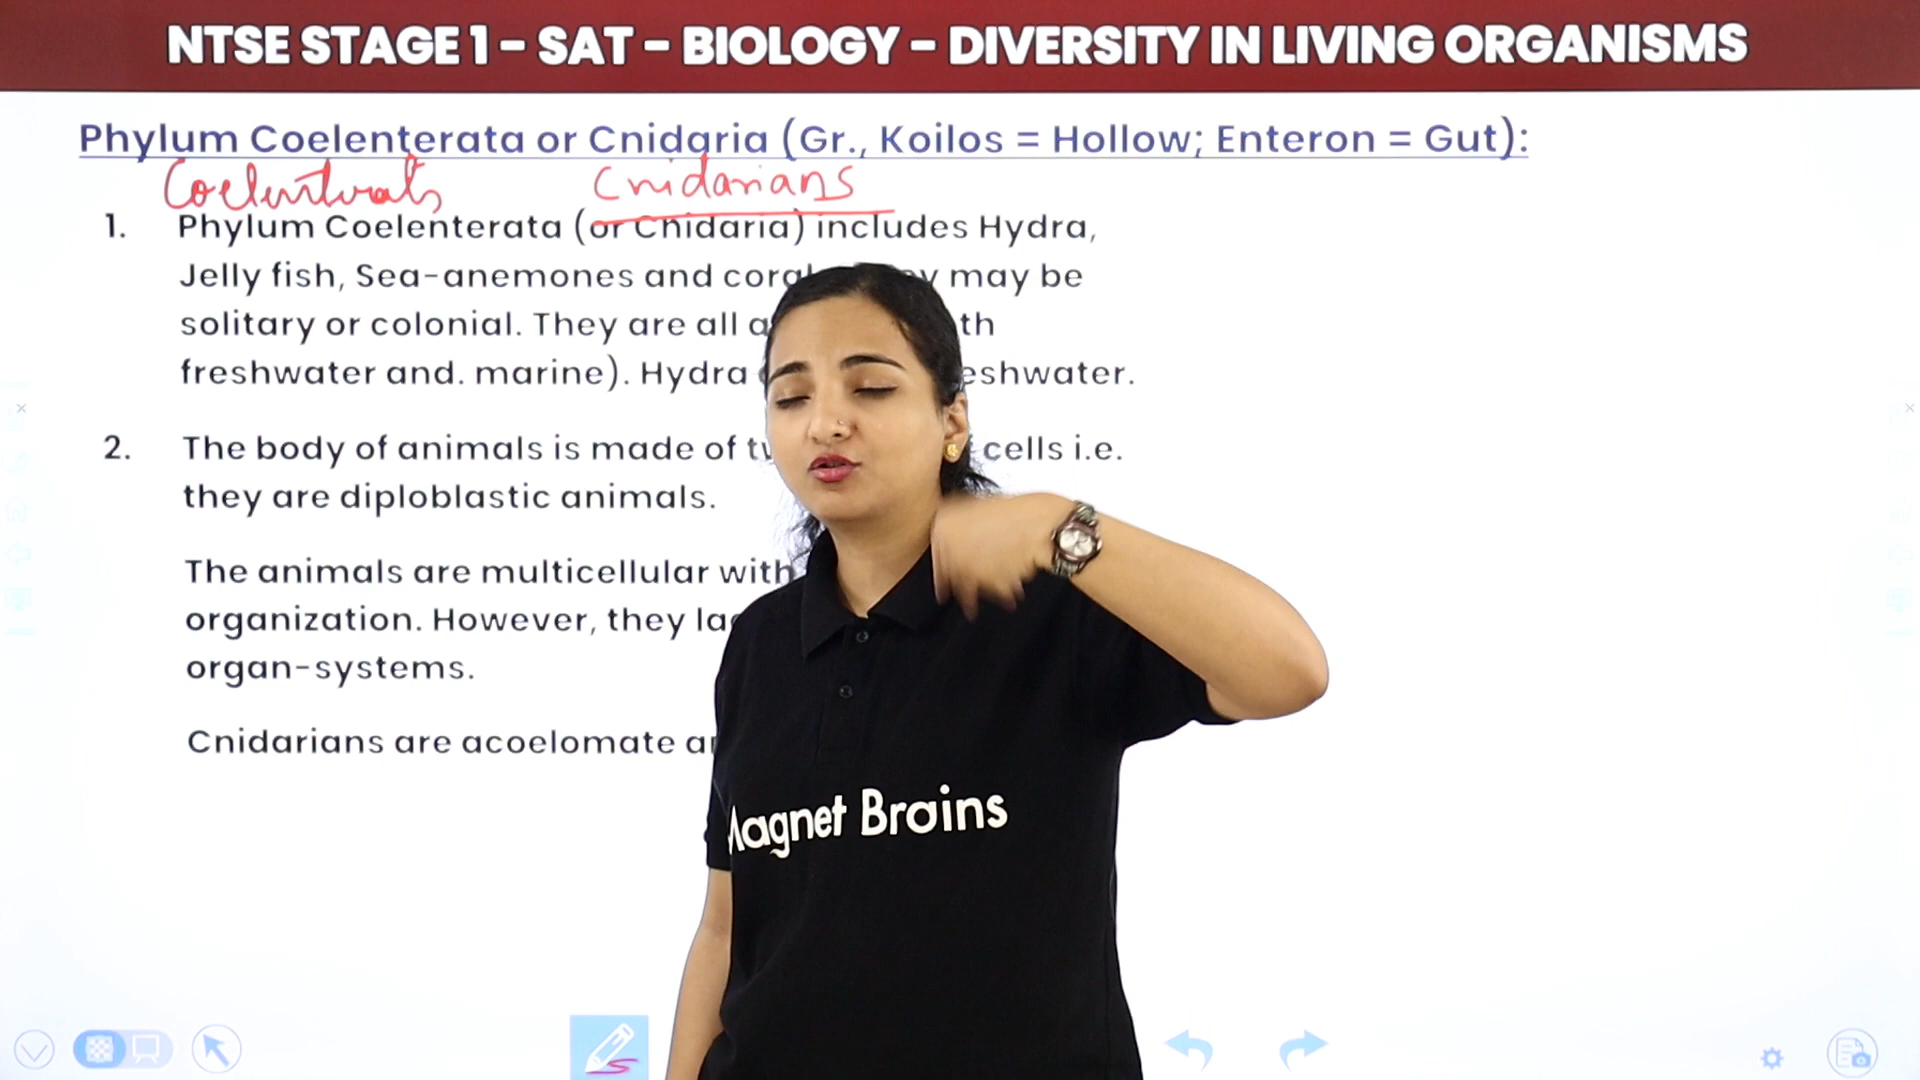 NTSE STAGE 1 – SAT – BIOLOGY – DIVERSITY IN LIVING ORGANISMS
Phylum Coelenterata or Cnidaria (Gr., Koilos = Hollow; Enteron = Gut):
Coelenterats Cnidarians
1. Phylum Coelenterata (or Cnidaria) includes Hydra,
Jelly fish, Sea-anemones and may be
solitary or colonial. They are all
freshwater and. marine). Hydra
2. The body of animals is made of cells i.e.
they are diploblastic animals.
The animals are multicellular with
organization. However, they
organ-systems.
Cnidarians are acoelomate
Magnet Brains